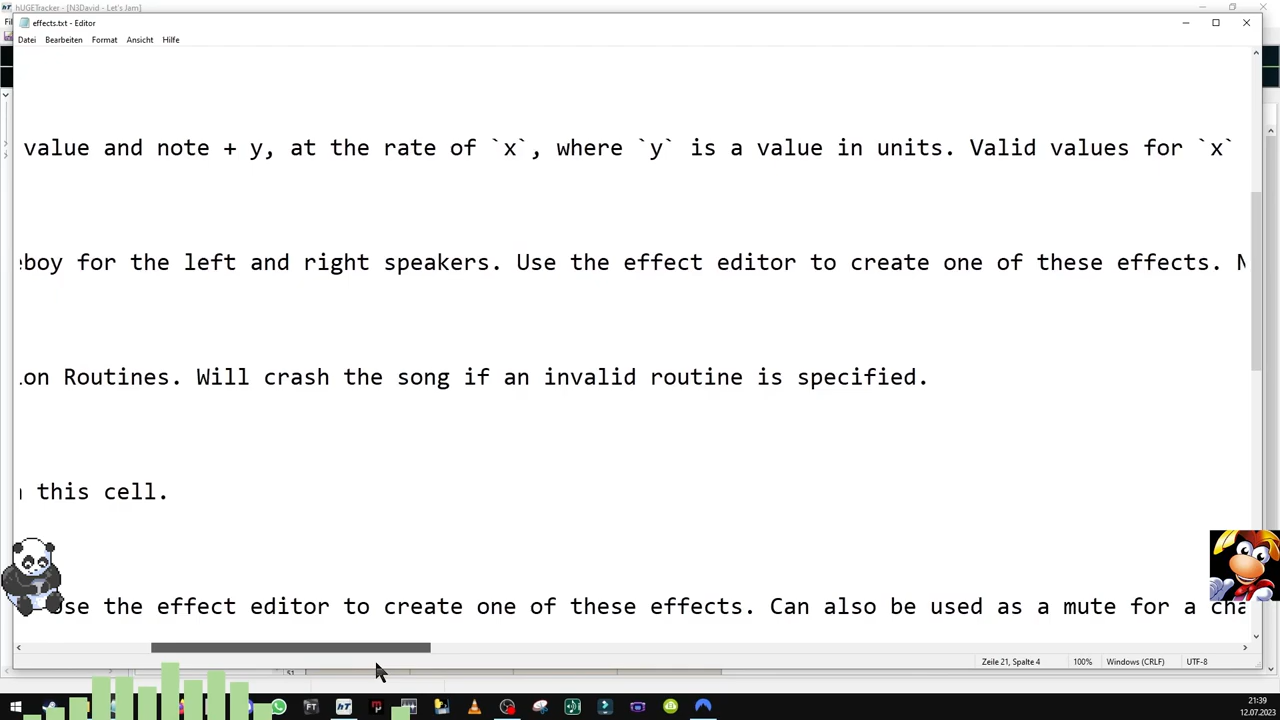 hUGETracker - [N3David - Let's Jam]
effects.txt - Editor
Datei Bearbeiten Format Ansicht Hilfe
value and note + y, at the rate of `x`, where `y` is a value in units. Valid values for `x`
for the left and right speakers. Use the effect editor to create one of these effects.
Routines. Will crash the song if an invalid routine is specified.
this cell.
Use the effect editor to create one of these effects. Can also be used as a mute for a
Zeile 21, Spalte 4 100% Windows (CRLF) UTF-8
FT hT
21:39
12.07.2023